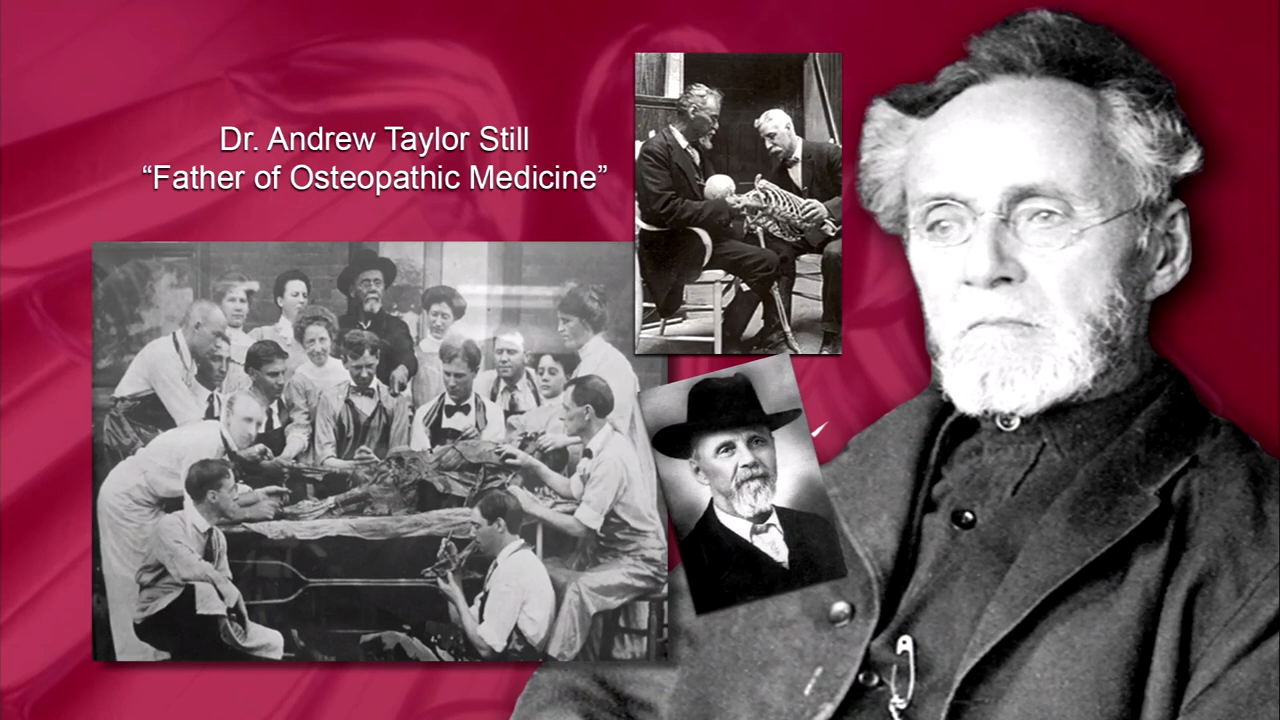 Dr. Andrew Taylor Still
“Father of Osteopathic Medicine”